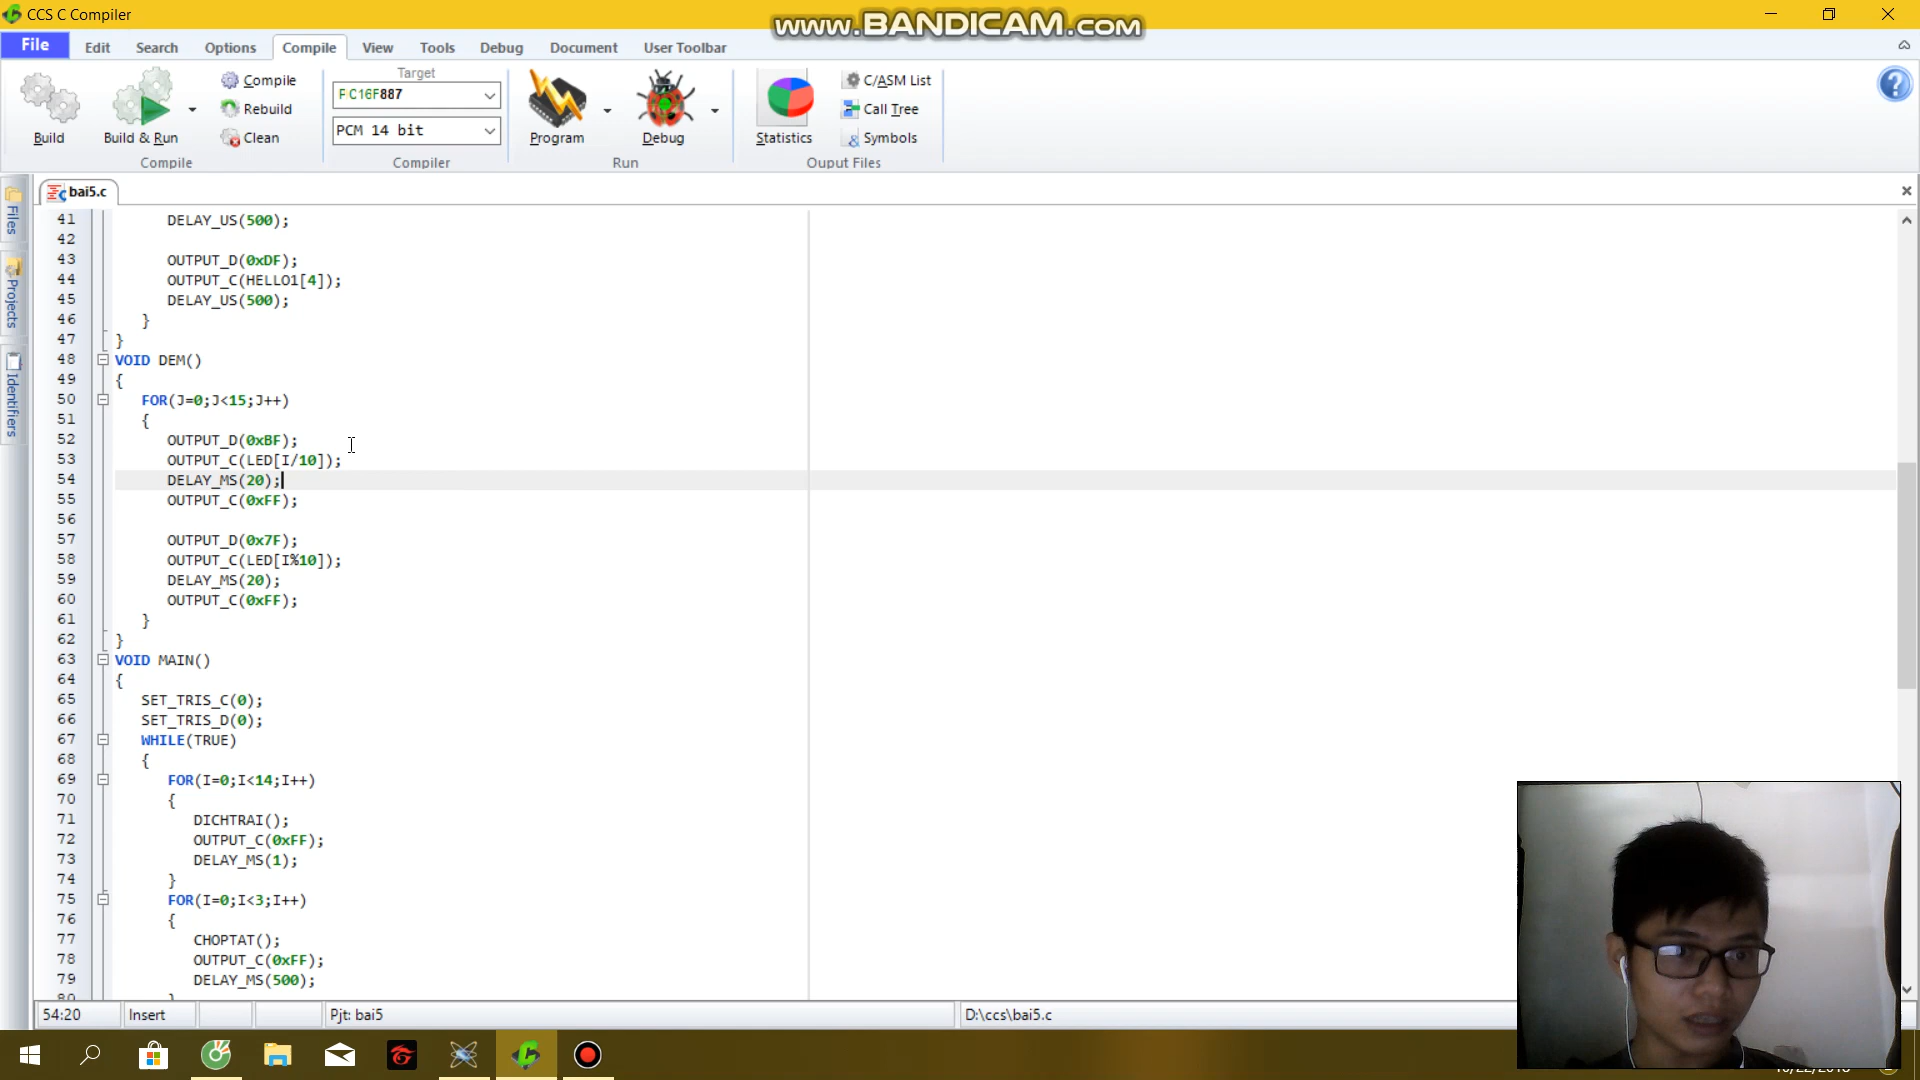 CCS C Compiler
www.BANDICAM.com
File Edit Search Options Compile View Tools Debug Document User Toolbar
Build
Build & Run
Compile
Rebuild
Clean
Compile
Target
PIC16F887
PCM 14 bit
Compiler
Program
Debug
Run
Statistics
C/ASM List
Call Tree
Symbols
Ouput Files
Files
Projects
Identifiers
bai5.c
41 DELAY_US(500);
42
43 OUTPUT_D(0xDF);
44 OUTPUT_C(HELLO1[4]);
45 DELAY_US(500);
46 }
47 }
48 VOID DEM()
49 {
50 FOR(J=0;J<15;J++)
51 {
52 OUTPUT_D(0xBF);
53 OUTPUT_C(LED[I/10]);
54 DELAY_MS(20);
55 OUTPUT_C(0xFF);
56
57 OUTPUT_D(0x7F);
58 OUTPUT_C(LED[I%10]);
59 DELAY_MS(20);
60 OUTPUT_C(0xFF);
61 }
62 }
63 VOID MAIN()
64 {
65 SET_TRIS_C(0);
66 SET_TRIS_D(0);
67 WHILE(TRUE)
68 {
69 FOR(I=0;I<14;I++)
70 {
71 DICHTRAI();
72 OUTPUT_C(0xFF);
73 DELAY_MS(1);
74 }
75 FOR(I=0;I<3;I++)
76 {
77 CHOPTAT();
78 OUTPUT_C(0xFF);
79 DELAY_MS(500);
80 }
54:20 Insert Pjt: bai5 D:\ccs\bai5.c